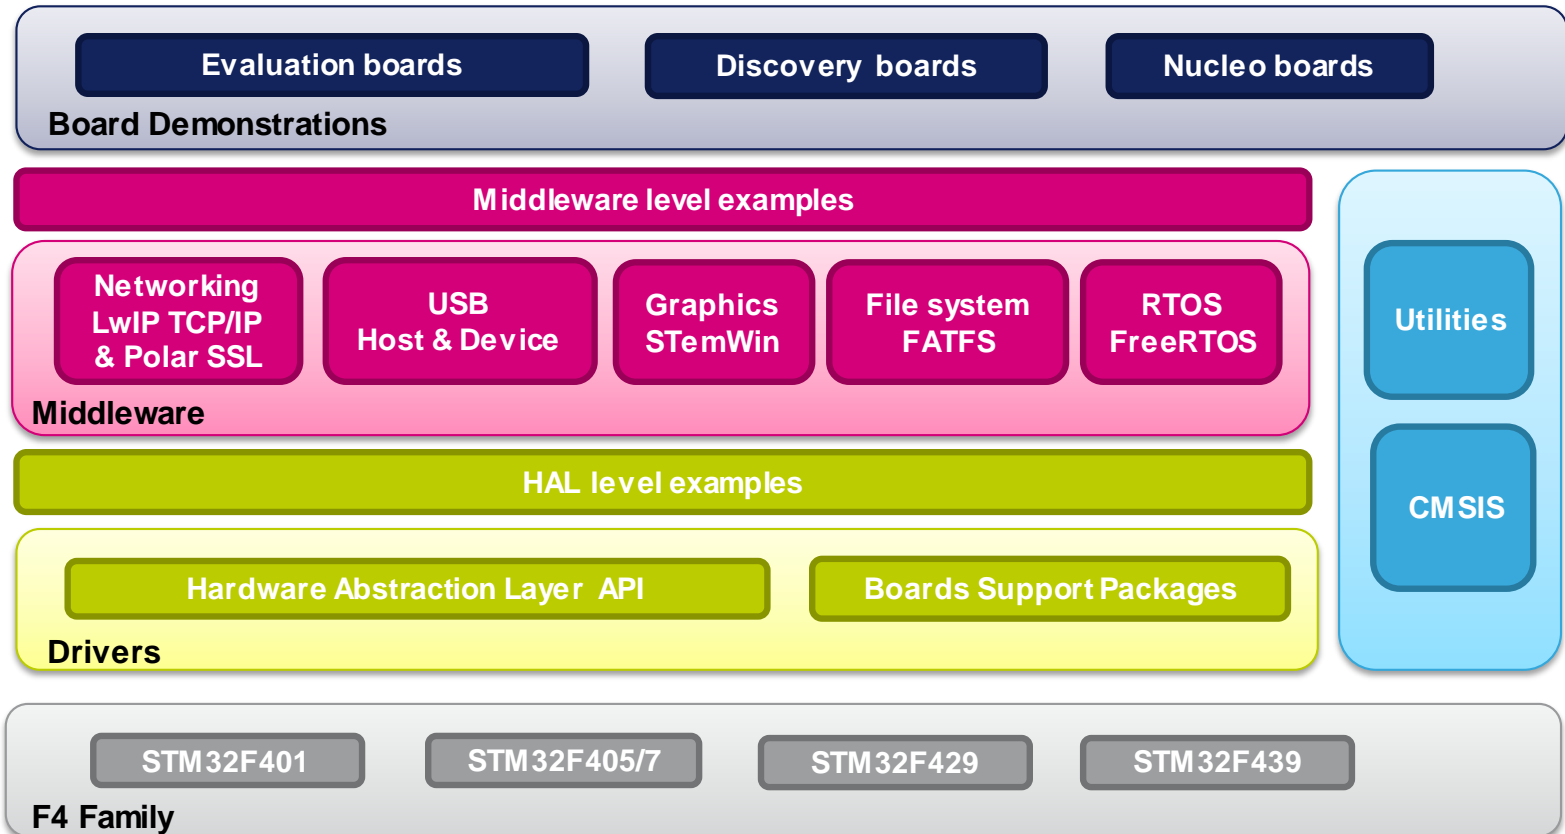 Evaluation boards
Discovery boards
Nucleo boards
Board Demonstrations
Middleware level examples
Networking
LwIP TCP/IP
& Polar SSL
USB
Host & Device
Graphics
STemWin
File system
FATFS
RTOS
FreeRTOS
Middleware
Utilities
CMSIS
HAL level examples
Hardware Abstraction Layer API
Boards Support Packages
Drivers
STM32F401
STM32F405/7
STM32F429
STM32F439
F4 Family